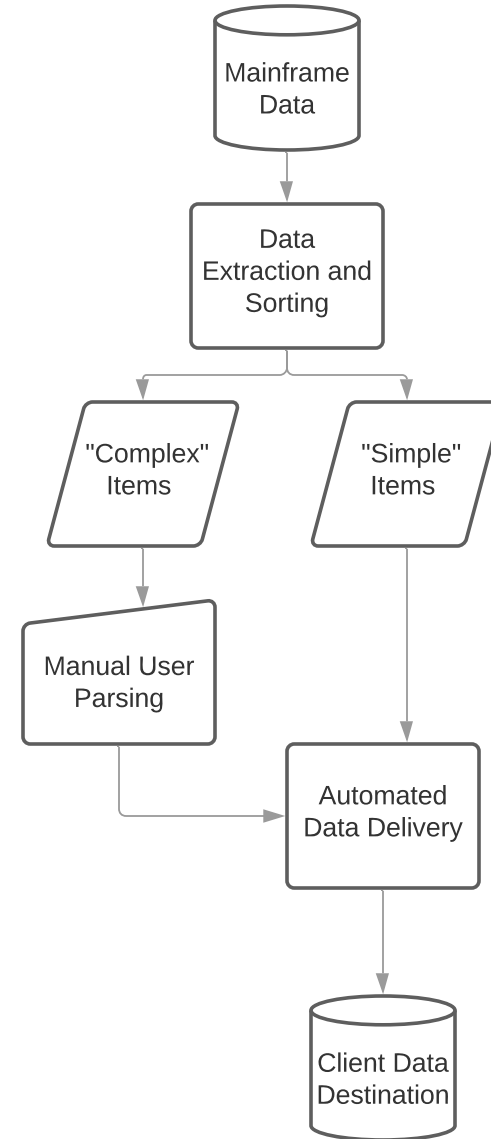 Mainframe
Data
Data
Extraction and
Sorting
"Complex"
Items
"Simple"
Items
Manual User
Parsing
Automated
Data Delivery
Client Data
Destination